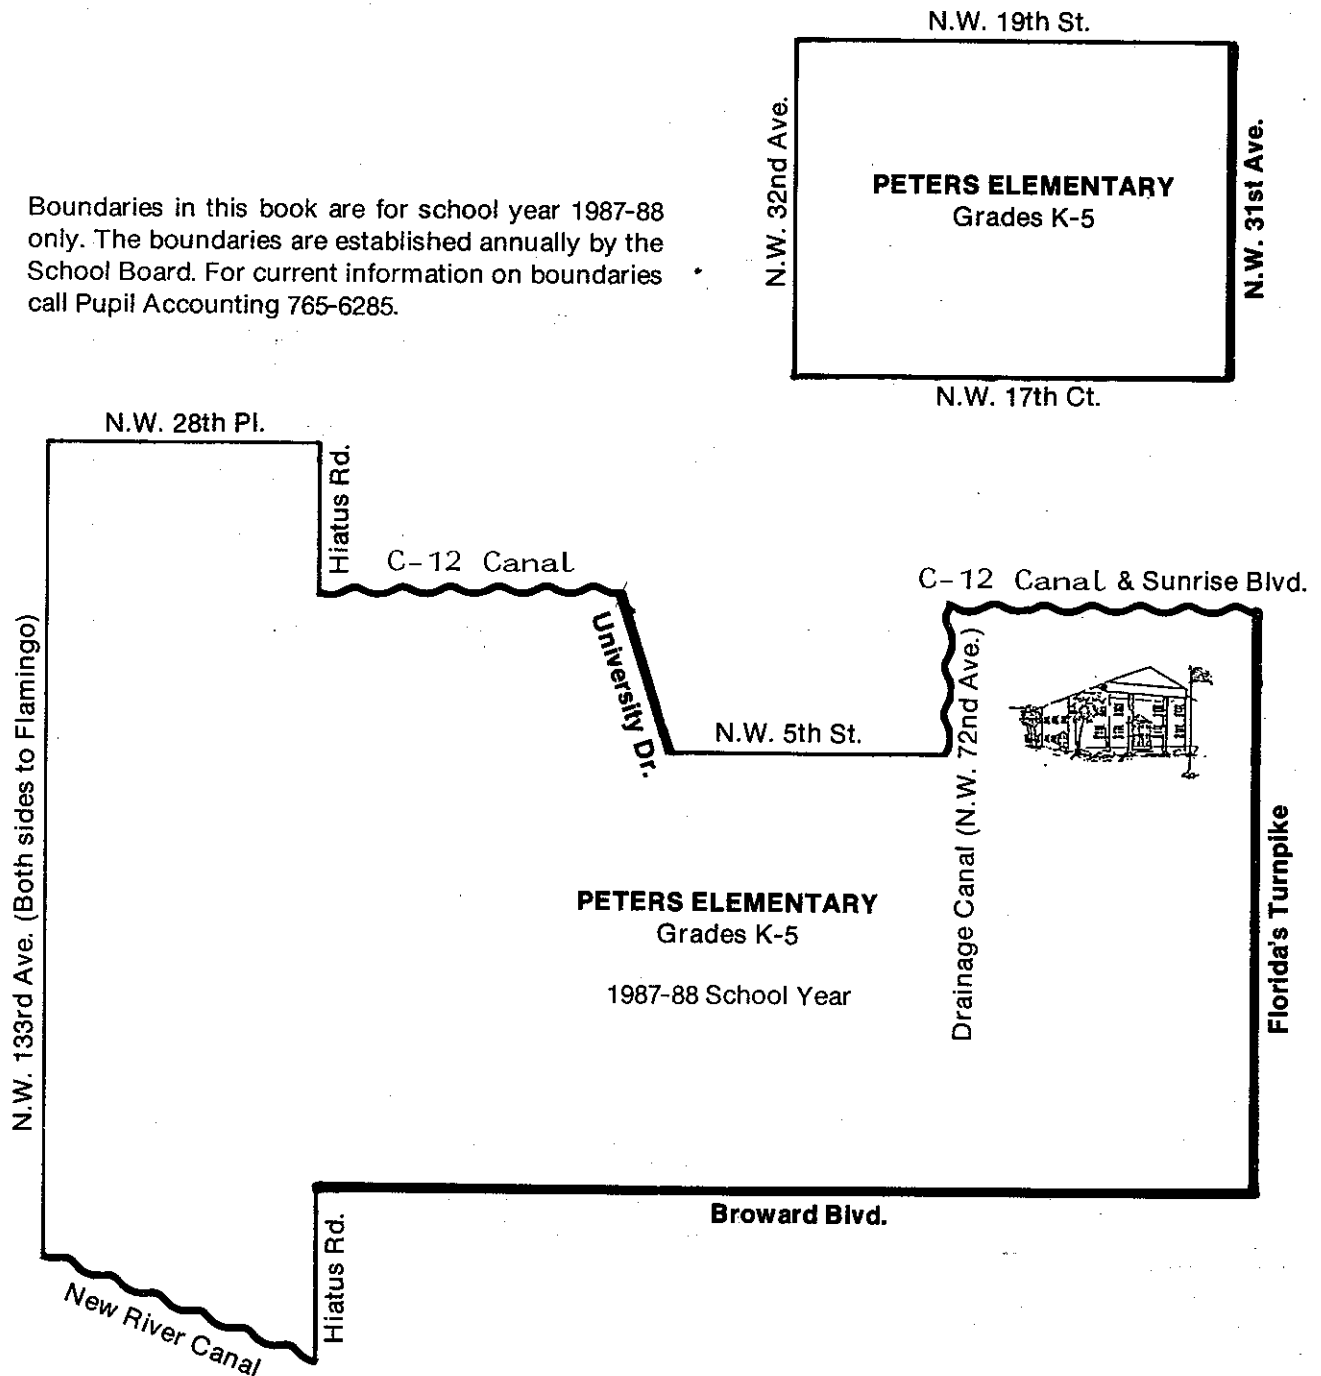 N.W. 19th St.
N.W. 32nd Ave.
PETERS ELEMENTARY
Grades K-5
N.W. 31st Ave.
N.W. 17th Ct.
Boundaries in this book are for school year 1987-88
only. The boundaries are established annually by the
School Board. For current information on boundaries
call Pupil Accounting 765-6285.
N.W. 28th Pl.
Hiatus Rd.
C-12 Canal
C-12 Canal & Sunrise Blvd.
University Dr.
N.W. 5th St.
Drainage Canal (N.W. 72nd Ave.)
N.W. 133rd Ave. (Both sides to Flamingo)
Florida's Turnpike
PETERS ELEMENTARY
Grades K-5
1987-88 School Year
Broward Blvd.
Hiatus Rd.
New River Canal